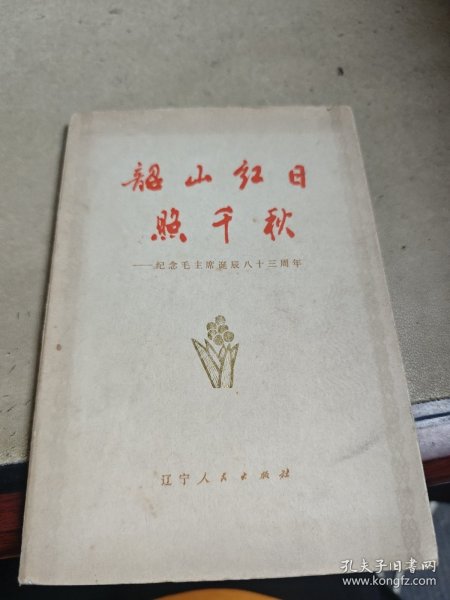 韶山红日
照千秋
——纪念毛主席诞辰八十三周年
辽宁人民出版社
孔夫子旧书网
www.kongfz.com